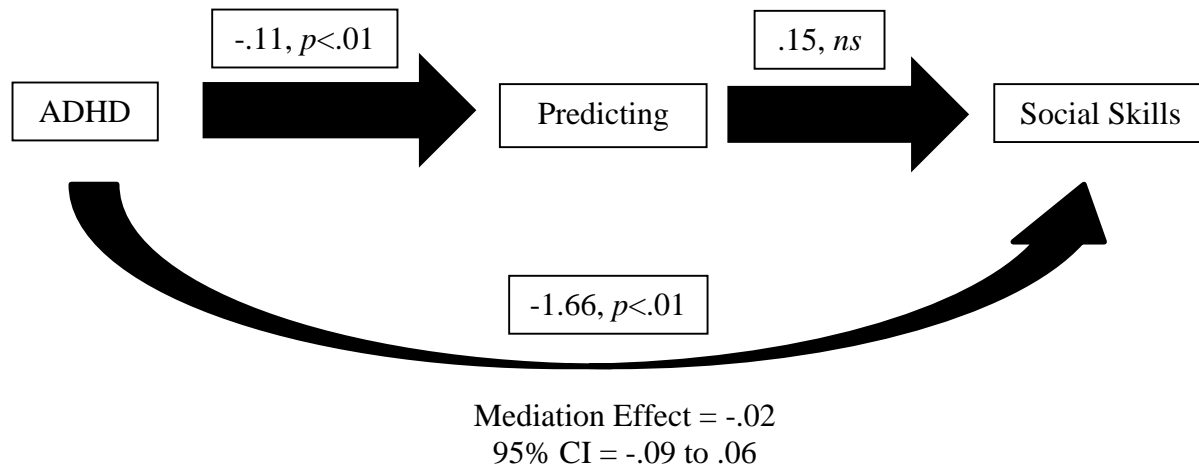 -.11, p<.01
.15, ns
ADHD
Predicting
Social Skills
-1.66, p<.01
Mediation Effect = -.02
95% CI = -.09 to .06